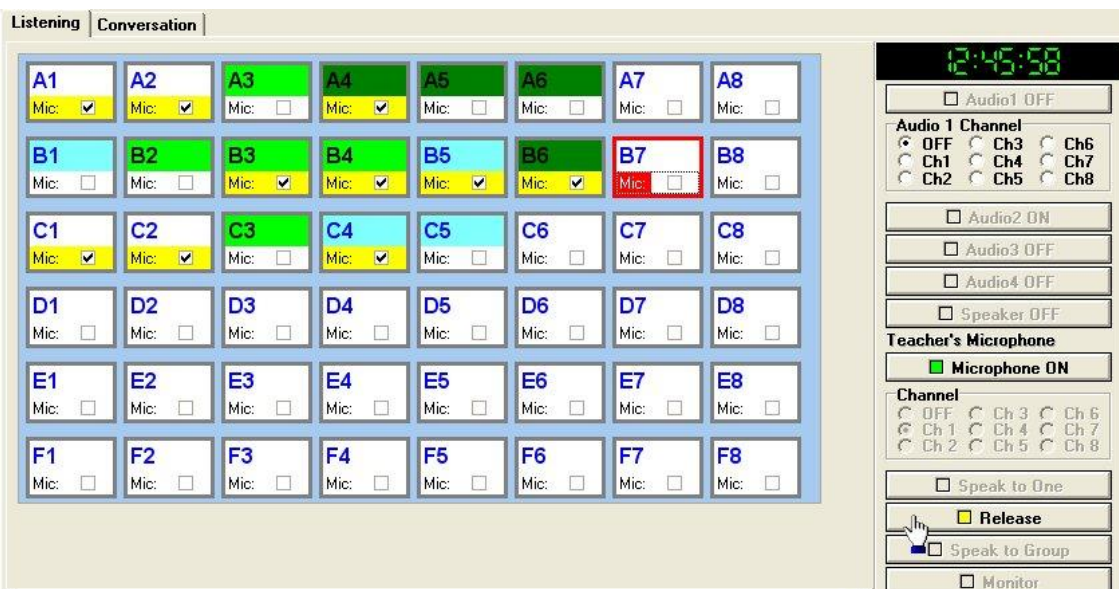 Listening Conversation
12:45:58
A1 A2 A3 A4 A5 A6 A7 A8
Mic: Mic: Mic: Mic: Mic: Mic: Mic: Mic:
B1 B2 B3 B4 B5 B6 B7 B8
Mic: Mic: Mic: Mic: Mic: Mic: Mic: Mic:
C1 C2 C3 C4 C5 C6 C7 C8
Mic: Mic: Mic: Mic: Mic: Mic: Mic: Mic:
D1 D2 D3 D4 D5 D6 D7 D8
Mic: Mic: Mic: Mic: Mic: Mic: Mic: Mic:
E1 E2 E3 E4 E5 E6 E7 E8
Mic: Mic: Mic: Mic: Mic: Mic: Mic: Mic:
F1 F2 F3 F4 F5 F6 F7 F8
Mic: Mic: Mic: Mic: Mic: Mic: Mic: Mic:
Audio1 OFF
Audio 1 Channel
OFF Ch3 Ch6
Ch1 Ch4 Ch7
Ch2 Ch5 Ch8
Audio2 ON
Audio3 OFF
Audio4 OFF
Speaker OFF
Teacher's Microphone
Microphone ON
Channel
OFF Ch 3 Ch 6
Ch 1 Ch 4 Ch 7
Ch 2 Ch 5 Ch 8
Speak to One
Release
Speak to Group
Monitor